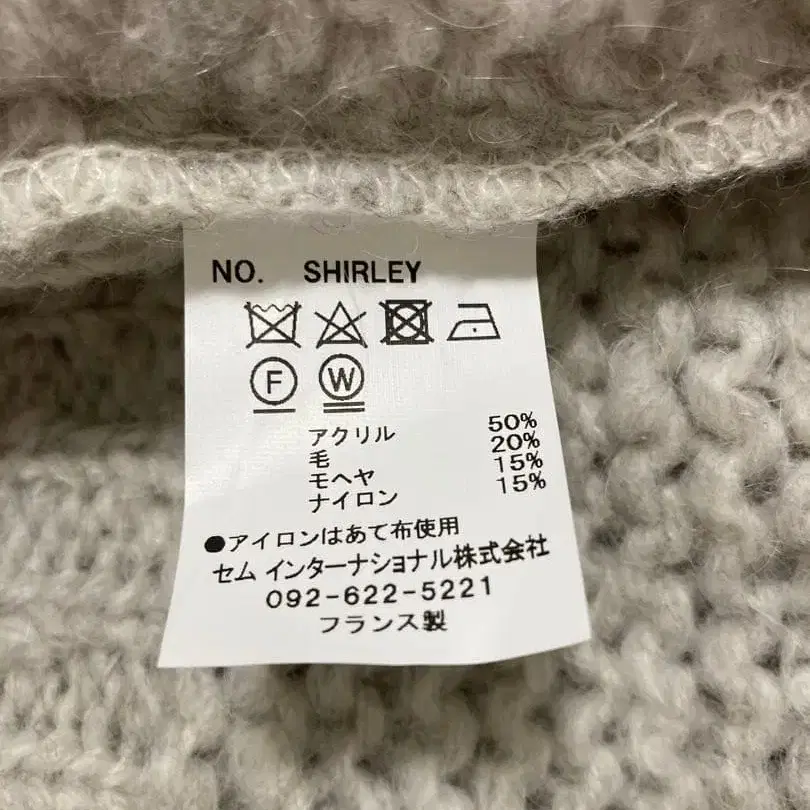 NO. SHIRLEY
F W
アクリル 50%
毛 20%
モヘヤ 15%
ナイロン 15%
●アイロンはあて布使用
セム インターナショナル株式会社
092-622-5221
フランス製